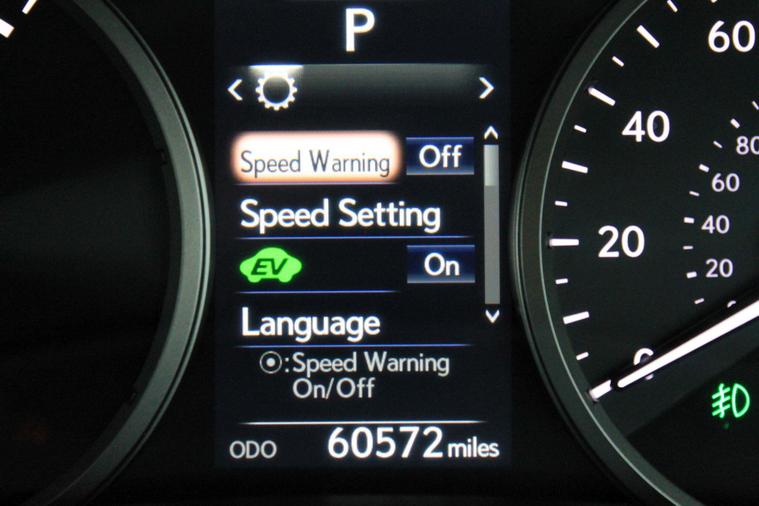 P
Speed Warning Off
Speed Setting
EV On
Language
:Speed Warning
On/Off
ODO 60572 miles
60
40
20
0
80
60
40
20